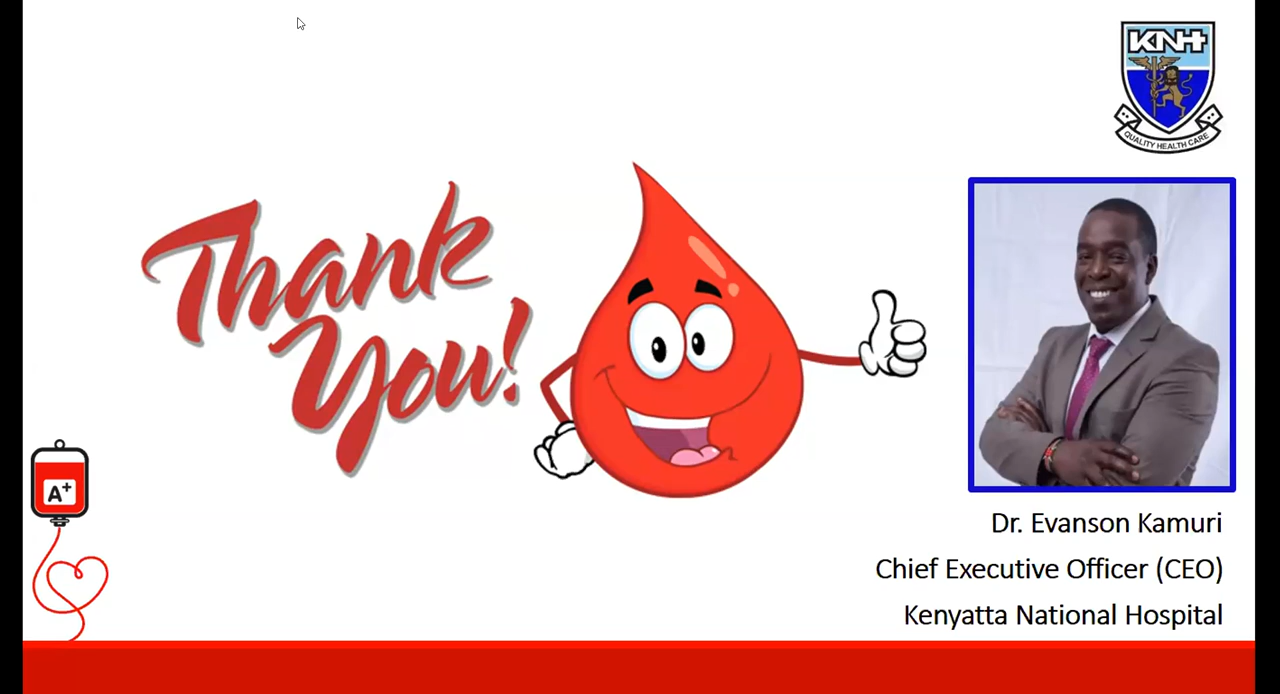 KNH
QUALITY HEALTH CARE
Thank
You!
A+
Dr. Evanson Kamuri
Chief Executive Officer (CEO)
Kenyatta National Hospital